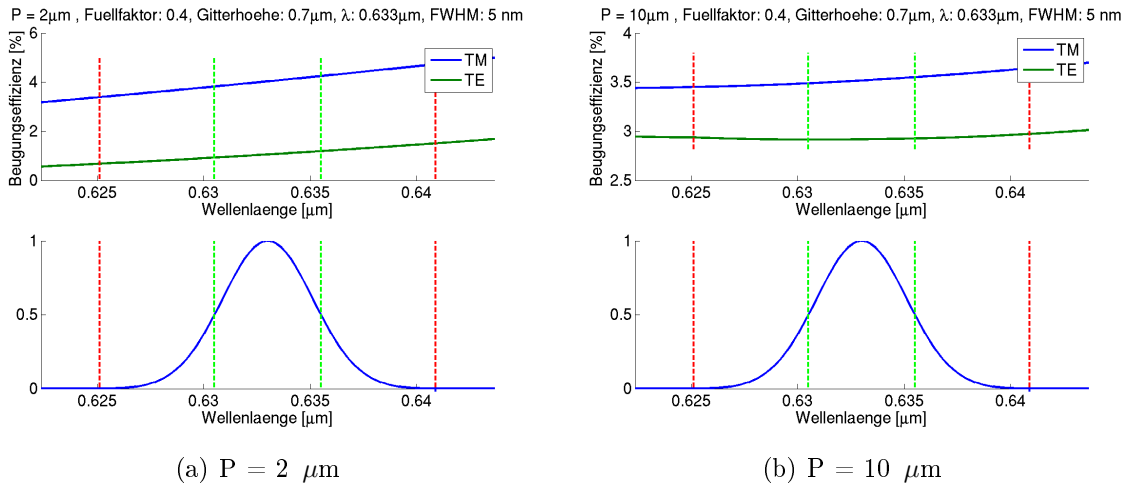 P = 2μm , Fuellfaktor: 0.4, Gitterhoehe: 0.7μm, λ: 0.633μm, FWHM: 5 nm
Beugungseffizienz [%]
6
4
2
0
TM
TE
0.625 0.63 0.635 0.64
Wellenlaenge [μm]
1
0.5
0
0.625 0.63 0.635 0.64
Wellenlaenge [μm]
(a) P = 2 μm
P = 10μm , Fuellfaktor: 0.4, Gitterhoehe: 0.7μm, λ: 0.633μm, FWHM: 5 nm
Beugungseffizienz [%]
4
3.5
3
2.5
TM
TE
0.625 0.63 0.635 0.64
Wellenlaenge [μm]
1
0.5
0
0.625 0.63 0.635 0.64
Wellenlaenge [μm]
(b) P = 10 μm